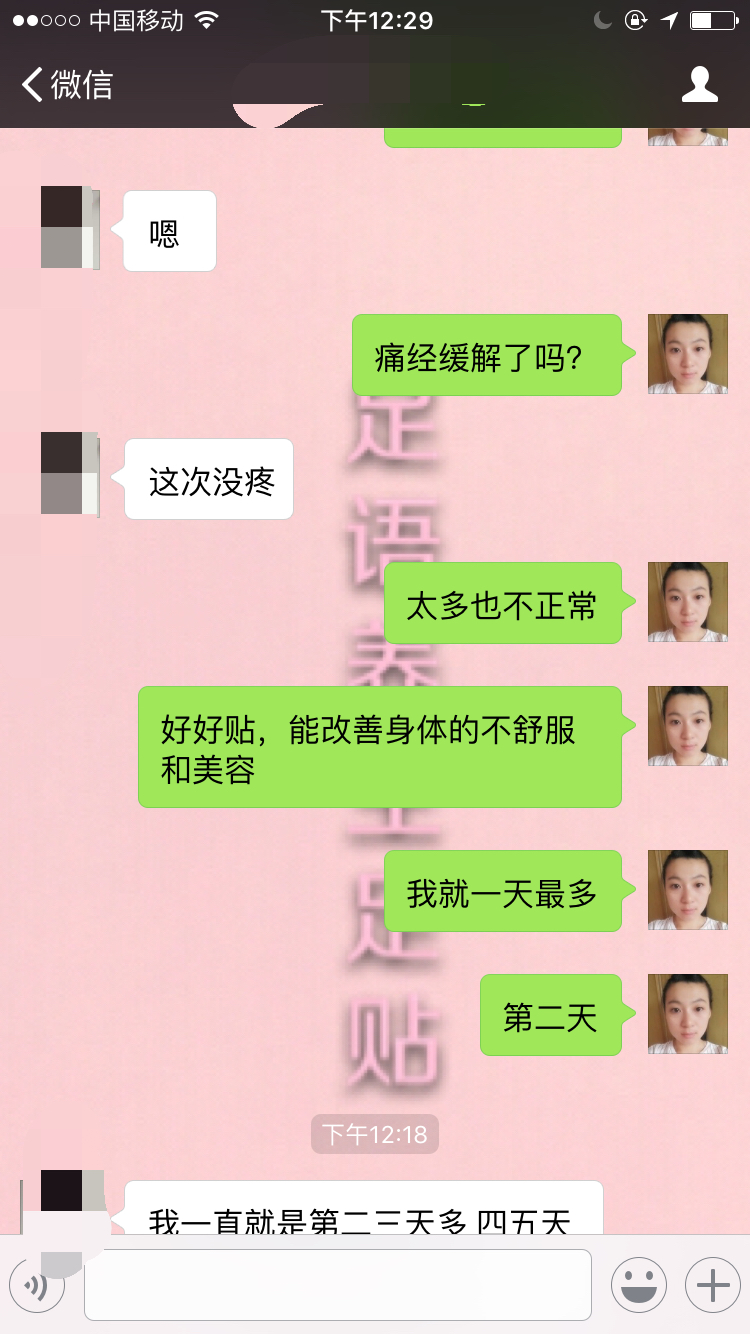 中国移动
下午12:29
微信
嗯
痛经缓解了吗?
这次没疼
太多也不正常
好好贴，能改善身体的不舒服
和美容
我就一天最多
第二天
足
语
养
生
足
贴
下午12:18
我一直就是第二三天多 四五天